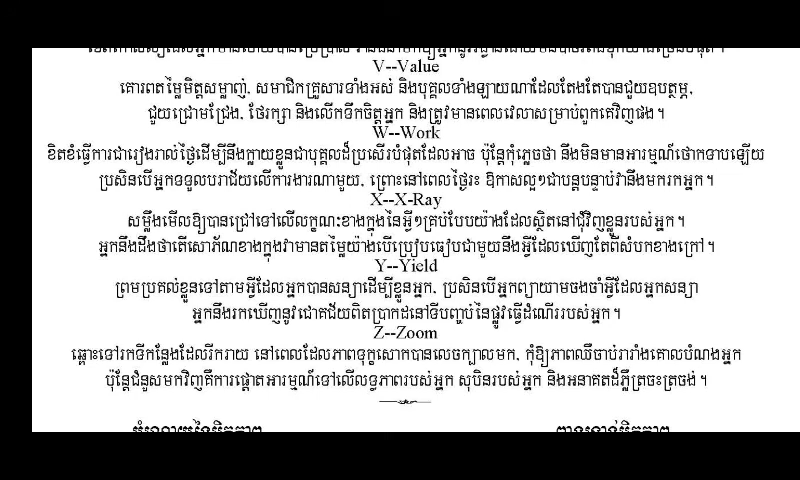 V--Value
គោរពតម្លៃមិត្តសម្លាញ់, សមាជិកគ្រួសារទាំងអស់ និងបុគ្គលទាំងឡាយណាដែលតែងតែបានជួយឧបត្ថម្ភ,
ជួយជ្រោមជ្រែង, ថែរក្សា និងលើកទឹកចិត្តអ្នក និងត្រូវមានពេលវេលាសម្រាប់ពួកគេវិញផង។
W--Work
ខិតខំធ្វើការជារៀងរាល់ថ្ងៃដើម្បីនឹងក្លាយខ្លួនជាបុគ្គលដ៏ប្រសើរបំផុតដែលអាច ប៉ុន្តែកុំភ្លេចថា នឹងមិនមានអារម្មណ៍ថោកទាបឡើយ
ប្រសិនបើអ្នកទទួលបរាជ័យលើការងារណាមួយ, ព្រោះនៅពេលថ្ងៃរះ ឱកាសល្អៗជាបន្តបន្ទាប់វានឹងមករកអ្នក។
X--X-Ray
សម្លឹងមើលឱ្យបានជ្រៅទៅលើលក្ខណៈខាងក្នុងនៃអ្វីៗគ្រប់បែបយ៉ាងដែលស្ថិតនៅជុំវិញខ្លួនរបស់អ្នក។
អ្នកនឹងដឹងថាតើសោភ័ណខាងក្នុងវាមានតម្លៃយ៉ាងបើប្រៀបធៀបជាមួយនឹងអ្វីដែលឃើញតែពីសំបកខាងក្រៅ។
Y--Yield
ព្រមប្រគល់ខ្លួនទៅតាមអ្វីដែលអ្នកបានសន្យាដើម្បីខ្លួនអ្នក, ប្រសិនបើអ្នកព្យាយាមចងចាំអ្វីដែលអ្នកសន្យា
អ្នកនឹងរកឃើញនូវជោគជ័យពិតប្រាកដនៅទីបញ្ចប់នៃផ្លូវធ្វើដំណើររបស់អ្នក។
Z--Zoom
ឆ្ពោះទៅរកទីកន្លែងដែលរីករាយ នៅពេលដែលភាពទុក្ខសោកបានលេចក្បាលមក, កុំឱ្យភាពឈឺចាប់រារាំងគោលបំណងអ្នក
ប៉ុន្តែជំនួសមកវិញគឺការផ្ដោតអារម្មណ៍ទៅលើលទ្ធភាពរបស់អ្នក សុបិនរបស់អ្នក និងអនាគតដ៏ភ្លឺត្រចះត្រចង់។